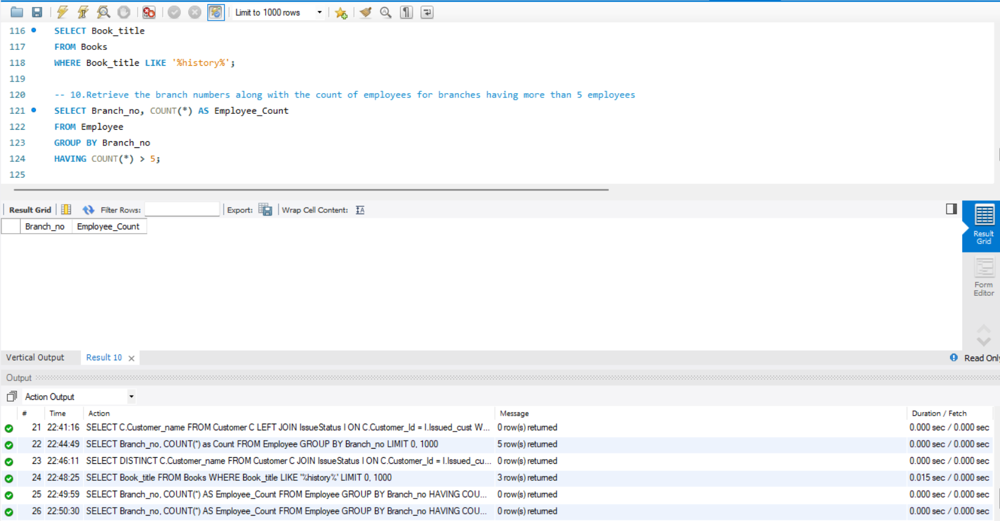 Limit to 1000 rows
116 SELECT Book_title
117 FROM Books
118 WHERE Book_title LIKE '%history%';
119
120 -- 10.Retrieve the branch numbers along with the count of employees for branches having more than 5 employees
121 SELECT Branch_no, COUNT(*) AS Employee_Count
122 FROM Employee
123 GROUP BY Branch_no
124 HAVING COUNT(*) > 5;
125
Result Grid Filter Rows: Export: Wrap Cell Content:
Branch_no Employee_Count
Result
Grid
Form
Editor
Vertical Output Result 10 Read Only
Output
Action Output
# Time Action Message Duration / Fetch
21 22:41:16 SELECT C.Customer_name FROM Customer C LEFT JOIN IssueStatus I ON C.Customer_Id = I.Issued_cust W... 0 row(s) returned 0.000 sec / 0.000 sec
22 22:44:49 SELECT Branch_no, COUNT(*) as Count FROM Employee GROUP BY Branch_no LIMIT 0, 1000 5 row(s) returned 0.000 sec / 0.000 sec
23 22:46:11 SELECT DISTINCT C.Customer_name FROM Customer C JOIN IssueStatus I ON C.Customer_Id = I.Issued_cu... 0 row(s) returned 0.000 sec / 0.000 sec
24 22:48:25 SELECT Book_title FROM Books WHERE Book_title LIKE '%history%' LIMIT 0, 1000 3 row(s) returned 0.015 sec / 0.000 sec
25 22:49:59 SELECT Branch_no, COUNT(*) AS Employee_Count FROM Employee GROUP BY Branch_no HAVING COU... 0 row(s) returned 0.000 sec / 0.000 sec
26 22:50:30 SELECT Branch_no, COUNT(*) AS Employee_Count FROM Employee GROUP BY Branch_no HAVING COU... 0 row(s) returned 0.000 sec / 0.000 sec